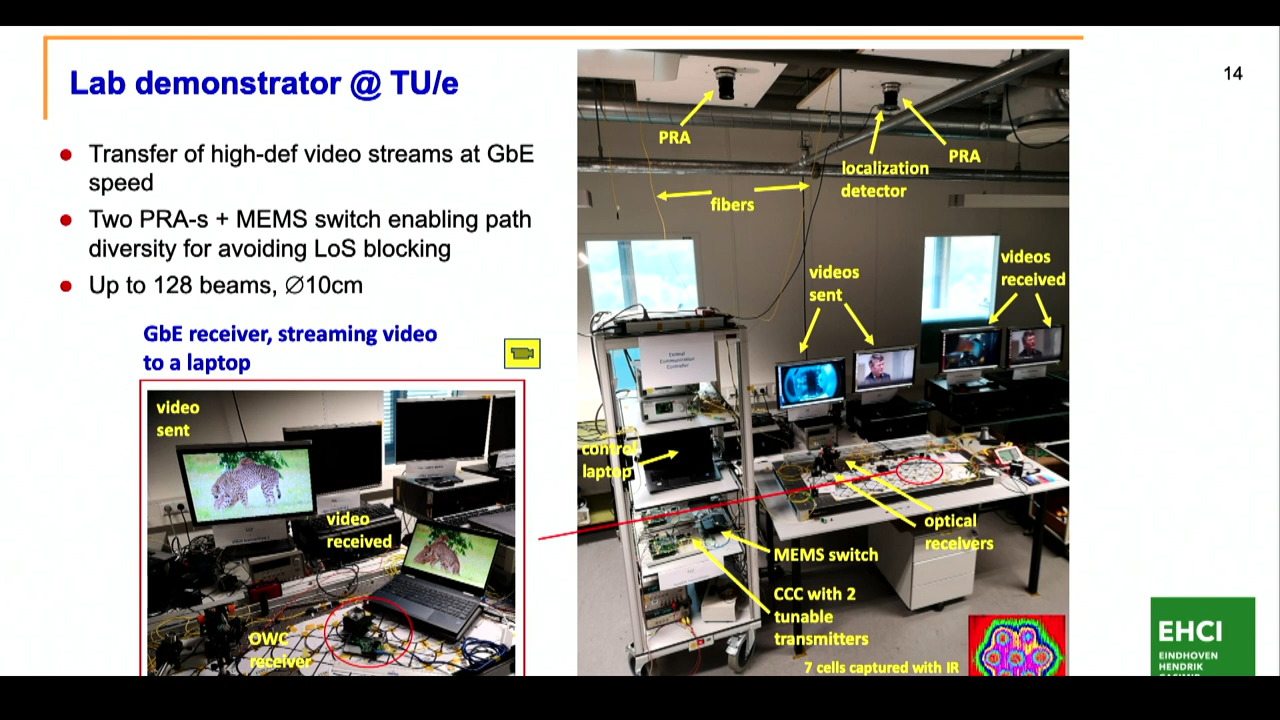 14
Lab demonstrator @ TU/e
Transfer of high-def video streams at GbE
speed
Two PRA-s + MEMS switch enabling path
diversity for avoiding LoS blocking
Up to 128 beams, ∅10cm
GbE receiver, streaming video
to a laptop
video
sent
video
received
OWC
receiver
PRA
PRA
localization
detector
fibers
videos
sent
videos
received
Central
Communication
Controller
control
laptop
optical
receivers
MEMS switch
CCC with 2
tunable
transmitters
7 cells captured with IR
EHCI
EINDHOVEN
HENDRIK